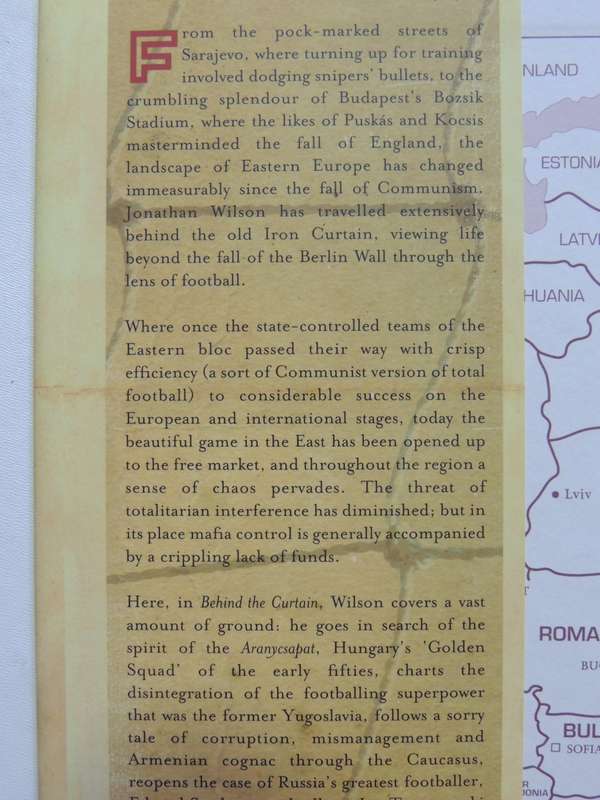 From the pock-marked streets of
Sarajevo, where turning up for training
involved dodging snipers' bullets, to the
crumbling splendour of Budapest's Bozsik
Stadium, where the likes of Puskás and Kocsis
masterminded the fall of England, the
landscape of Eastern Europe has changed
immeasurably since the fall of Communism.
Jonathan Wilson has travelled extensively
behind the old Iron Curtain, viewing life
beyond the fall of the Berlin Wall through the
lens of football.
Where once the state-controlled teams of the
Eastern bloc passed their way with crisp
efficiency (a sort of Communist version of total
football) to considerable success on the
European and international stages, today the
beautiful game in the East has been opened up
to the free market, and throughout the region a
sense of chaos pervades. The threat of
totalitarian interference has diminished; but in
its place mafia control is generally accompanied
by a crippling lack of funds.
Here, in Behind the Curtain, Wilson covers a vast
amount of ground: he goes in search of the
spirit of the Aranycsapat, Hungary's 'Golden
Squad' of the early fifties, charts the
disintegration of the footballing superpower
that was the former Yugoslavia, follows a sorry
tale of corruption, mismanagement and
Armenian cognac through the Caucasus,
reopens the case of Russia's greatest footballer,
NLAND
ESTONIA
LATV
HUANIA
Lviv
ROMA
BU
BUL
SOFIA
R
DONIA